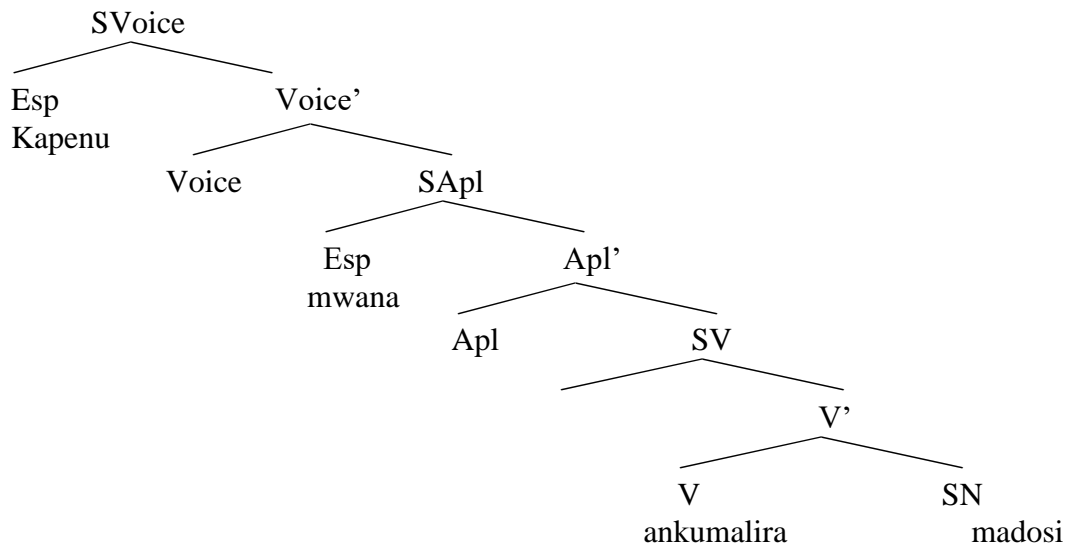 SVoice
Esp Voice’
Kapenu
Voice SApl
Esp Apl’
mwana
Apl SV
V’
V SN
ankumalira madosi